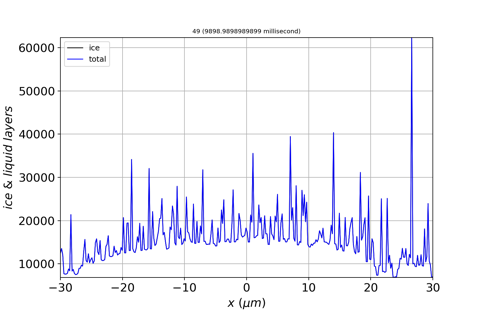 49 (9898.9898989899 millisecond)
60000
50000
40000
30000
20000
10000
ice & liquid layers
ice
total
−30 −20 −10 0 10 20 30
x (μm)